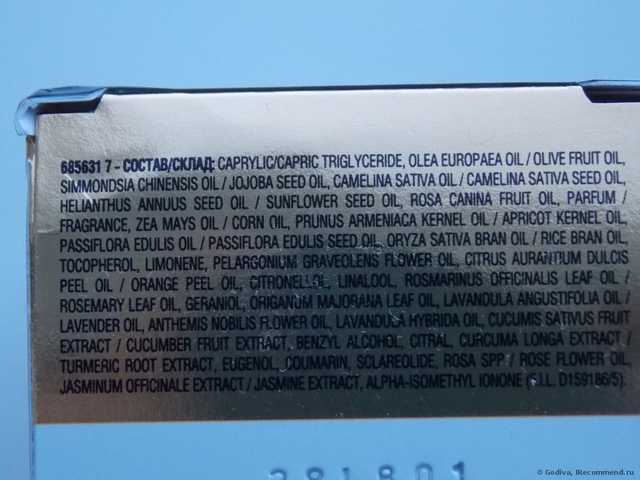 685631 7 - СОСТАВ/СКЛАД: CAPRYLIC/CAPRIC TRIGLYCERIDE, OLEA EUROPAEA OIL / OLIVE FRUIT OIL,
SIMMONDSIA CHINENSIS OIL / JOJOBA SEED OIL, CAMELINA SATIVA OIL / CAMELINA SATIVA SEED OIL,
HELIANTHUS ANNUUS SEED OIL / SUNFLOWER SEED OIL, ROSA CANINA FRUIT OIL, PARFUM /
FRAGRANCE, ZEA MAYS OIL / CORN OIL, PRUNUS ARMENIACA KERNEL OIL / APRICOT KERNEL OIL,
PASSIFLORA EDULIS OIL / PASSIFLORA EDULIS SEED OIL, ORYZA SATIVA BRAN OIL / RICE BRAN OIL,
TOCOPHEROL, LIMONENE, PELARGONIUM GRAVEOLENS FLOWER OIL, CITRUS AURANTIUM DULCIS
PEEL OIL / ORANGE PEEL OIL, CITRONELLOL, LINALOOL, ROSMARINUS OFFICINALIS LEAF OIL /
ROSEMARY LEAF OIL, GERANIOL, ORIGANUM MAJORANA LEAF OIL, LAVANDULA ANGUSTIFOLIA OIL /
LAVENDER OIL, ANTHEMIS NOBILIS FLOWER OIL, LAVANDULA HYBRIDA OIL, CUCUMIS SATIVUS FRUIT
EXTRACT / CUCUMBER FRUIT EXTRACT, BENZYL ALCOHOL, CITRAL, CURCUMA LONGA EXTRACT /
TURMERIC ROOT EXTRACT, EUGENOL, COUMARIN, SCLAREOLIDE, ROSA SPP / ROSE FLOWER OIL,
JASMINUM OFFICINALE EXTRACT / JASMINE EXTRACT, ALPHA-ISOMETHYL IONONE (F.I.L. D159186/5).
© Godiva, IRecommend.ru